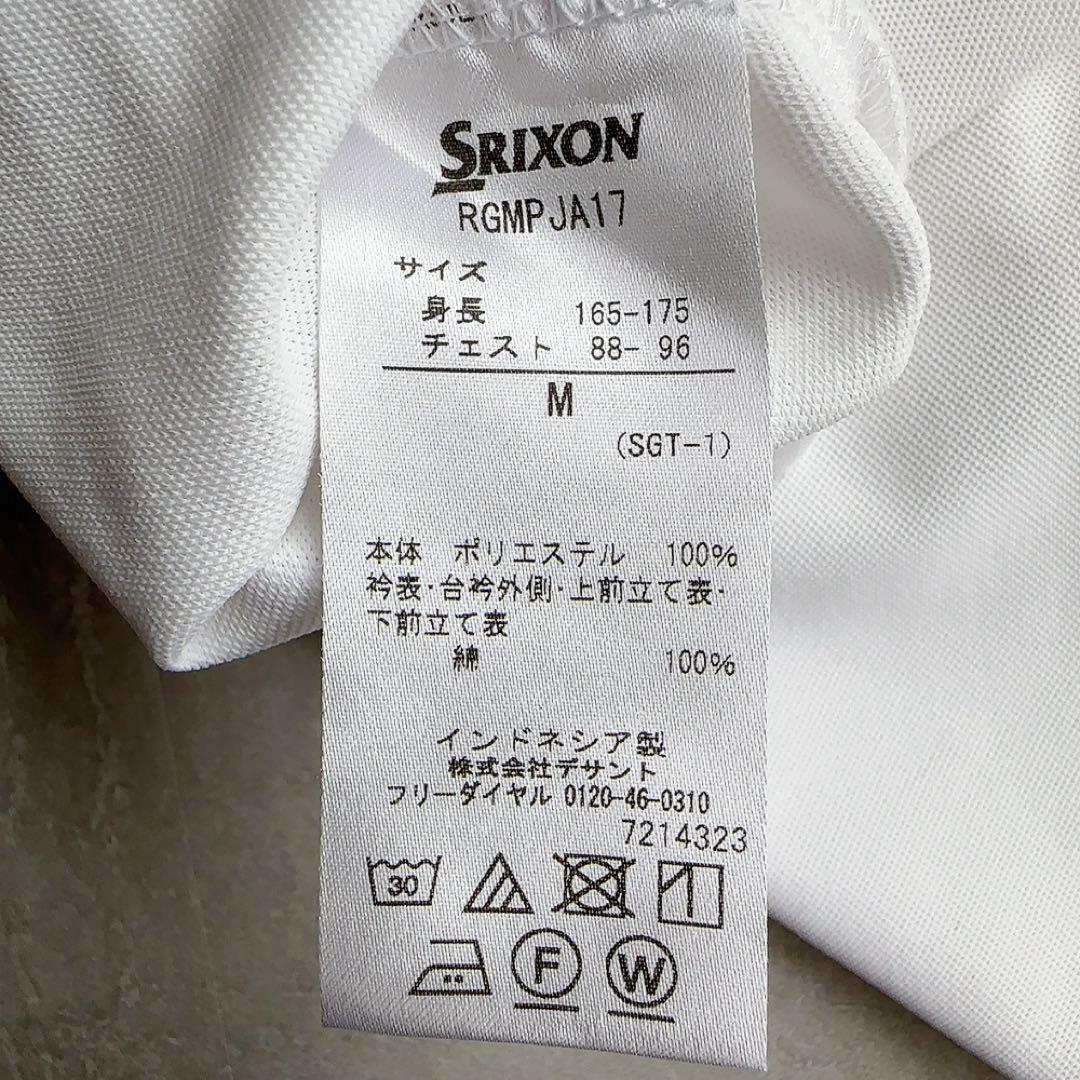 SRIXON
RGMPJA17
サイズ
身長 165-175
チェスト 88- 96
M
(SGT-1)
本体 ポリエステル 100%
衿表・台衿外側・上前立て表・
下前立て表
綿 100%
インドネシア製
株式会社デサント
フリーダイヤル 0120-46-0310
7214323
30
F W